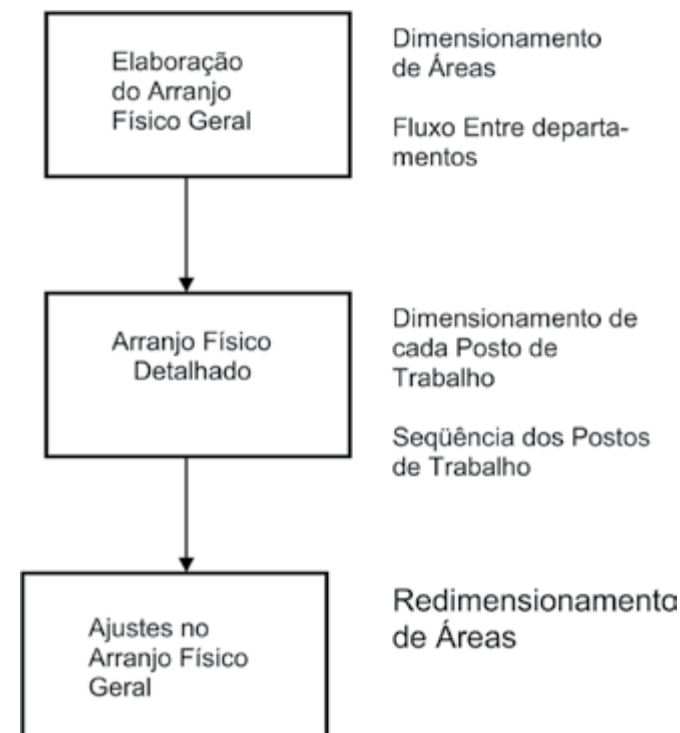 Elaboração
do Arranjo
Físico Geral
Dimensionamento
de Áreas
Fluxo Entre departa-
mentos
Arranjo Físico
Detalhado
Dimensionamento de
cada Posto de
Trabalho
Seqüência dos Postos
de Trabalho
Ajustes no
Arranjo Físico
Geral
Redimensionamento
de Áreas